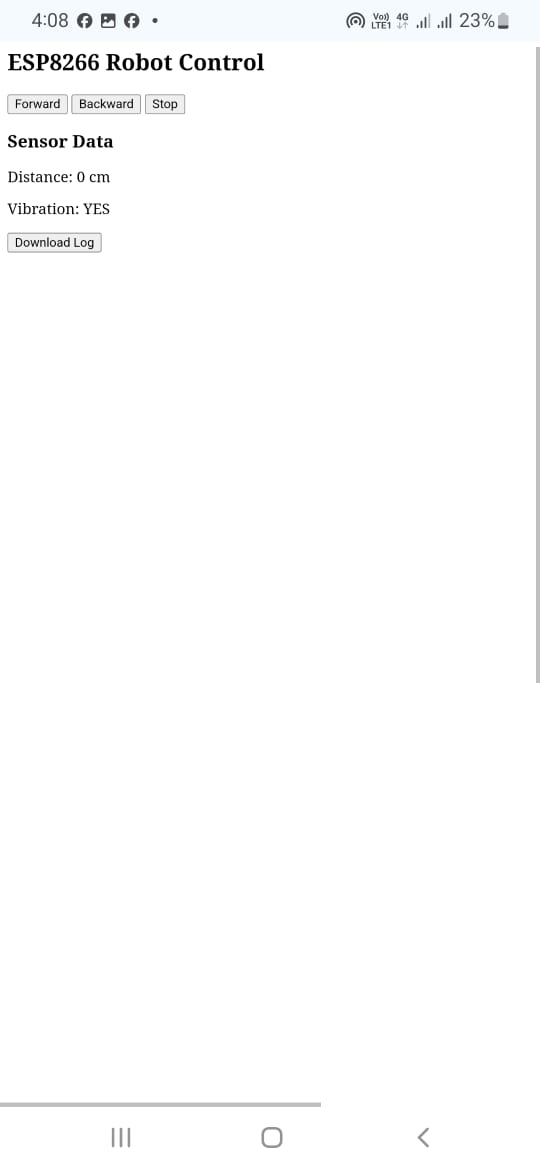 4:08
Vo)) 4G 23%
LTE1
ESP8266 Robot Control
Forward Backward Stop
Sensor Data
Distance: 0 cm
Vibration: YES
Download Log